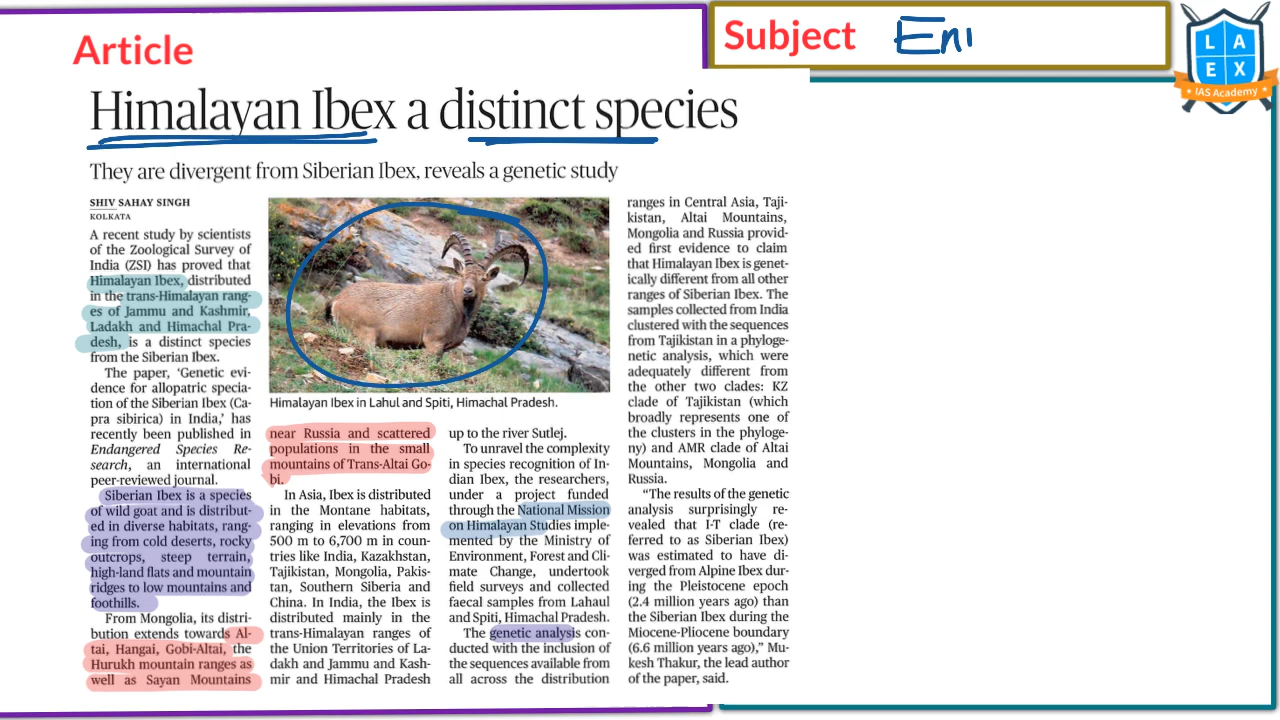 Article
Subject Env
LA
EX
IAS Academy
Himalayan Ibex a distinct species
They are divergent from Siberian Ibex, reveals a genetic study
SHIV SAHAY SINGH
KOLKATA
A recent study by scientists
of the Zoological Survey of
India (ZSI) has proved that
Himalayan Ibex, distributed
in the trans-Himalayan rang-
es of Jammu and Kashmir,
Ladakh and Himachal Pra-
desh, is a distinct species
from the Siberian Ibex.
The paper, ‘Genetic evi-
dence for allopatric specia-
tion of the Siberian Ibex (Ca-
pra sibirica) in India,’ has
recently been published in
Endangered Species Re-
search, an international
peer-reviewed journal.
Siberian Ibex is a species
of wild goat and is distribut-
ed in diverse habitats, rang-
ing from cold deserts, rocky
outcrops, steep terrain,
high-land flats and mountain
ridges to low mountains and
foothills.
From Mongolia, its distri-
bution extends towards Al-
tai, Hangai, Gobi-Altai, the
Hurukh mountain ranges as
well as Sayan Mountains
Himalayan Ibex in Lahul and Spiti, Himachal Pradesh.
near Russia and scattered
populations in the small
mountains of Trans-Altai Go-
bi.
In Asia, Ibex is distributed
in the Montane habitats,
ranging in elevations from
500 m to 6,700 m in coun-
tries like India, Kazakhstan,
Tajikistan, Mongolia, Pakis-
tan, Southern Siberia and
China. In India, the Ibex is
distributed mainly in the
trans-Himalayan ranges of
the Union Territories of La-
dakh and Jammu and Kash-
mir and Himachal Pradesh
up to the river Sutlej.
To unravel the complexity
in species recognition of In-
dian Ibex, the researchers,
under a project funded
through the National Mission
on Himalayan Studies imple-
mented by the Ministry of
Environment, Forest and Cli-
mate Change, undertook
field surveys and collected
faecal samples from Lahaul
and Spiti, Himachal Pradesh.
The genetic analysis con-
ducted with the inclusion of
the sequences available from
all across the distribution
ranges in Central Asia, Taji-
kistan, Altai Mountains,
Mongolia and Russia provid-
ed first evidence to claim
that Himalayan Ibex is genet-
ically different from all other
ranges of Siberian Ibex. The
samples collected from India
clustered with the sequences
from Tajikistan in a phyloge-
netic analysis, which were
adequately different from
the other two clades: KZ
clade of Tajikistan (which
broadly represents one of
the clusters in the phyloge-
ny) and AMR clade of Altai
Mountains, Mongolia and
Russia.
“The results of the genetic
analysis surprisingly re-
vealed that I-T clade (re-
ferred to as Siberian Ibex)
was estimated to have di-
verged from Alpine Ibex dur-
ing the Pleistocene epoch
(2.4 million years ago) than
the Siberian Ibex during the
Miocene-Pliocene boundary
(6.6 million years ago),” Mu-
kesh Thakur, the lead author
of the paper, said.